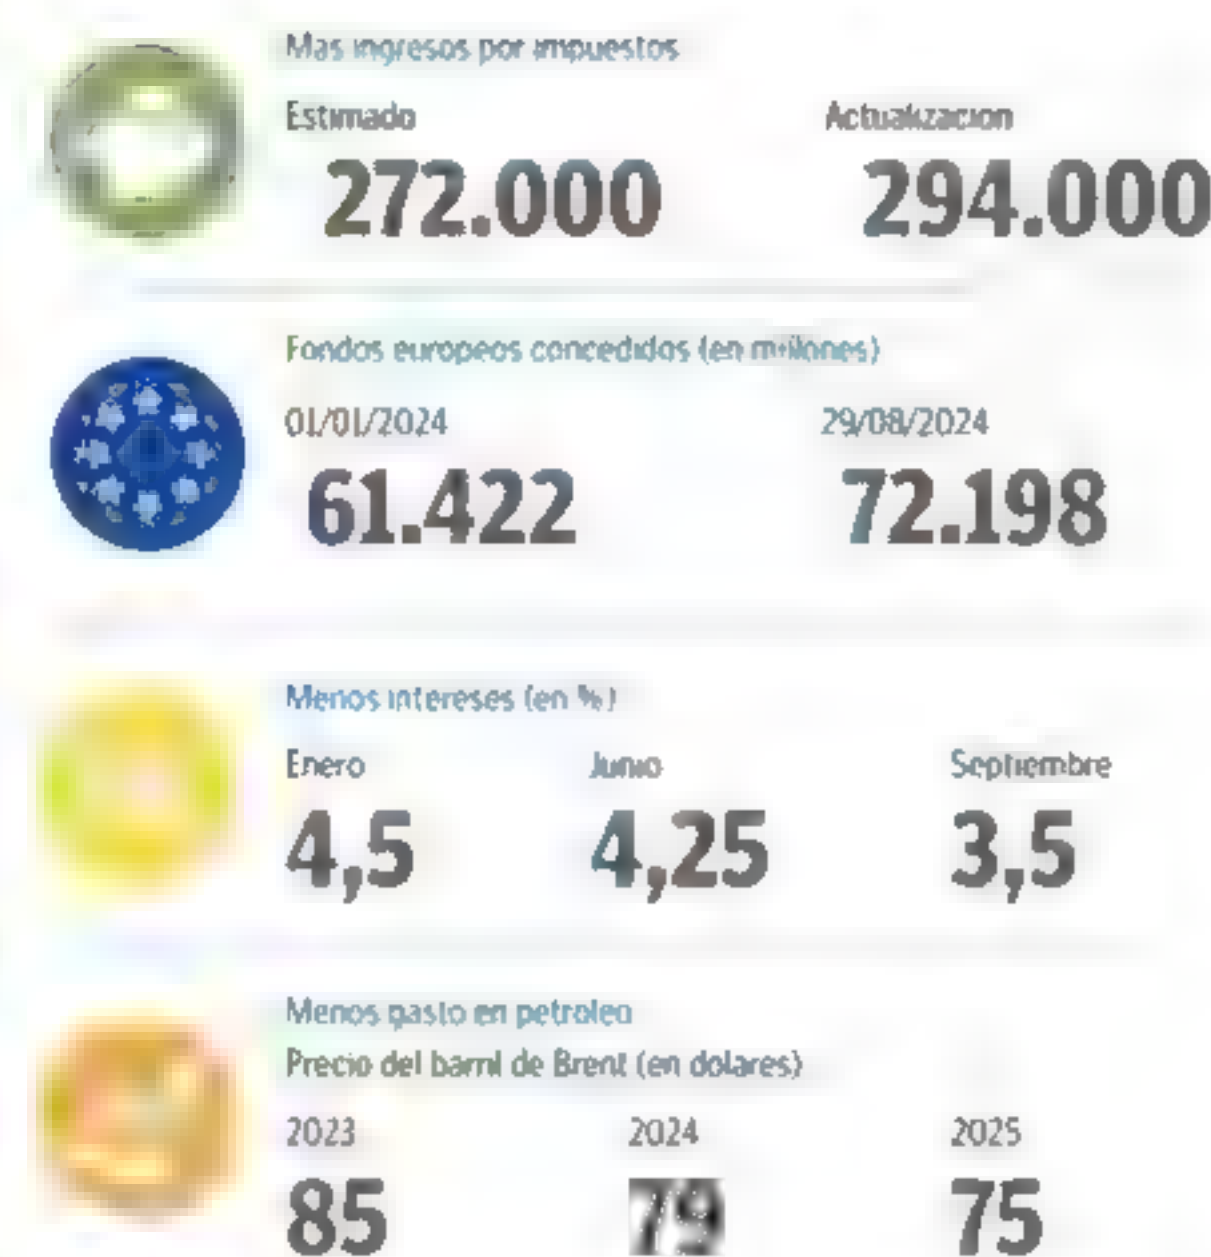 Mas ingresos por impuestos
Estimado Actualizacion
272.000 294.000
Fondos europeos concedidos (en millones)
01/01/2024 29/08/2024
61.422 72.198
Menos intereses (en %)
Enero Junio Septiembre
4,5 4,25 3,5
Menos gasto en petroleo
Precio del barril de Brent (en dolares)
2023 2024 2025
85 79 75